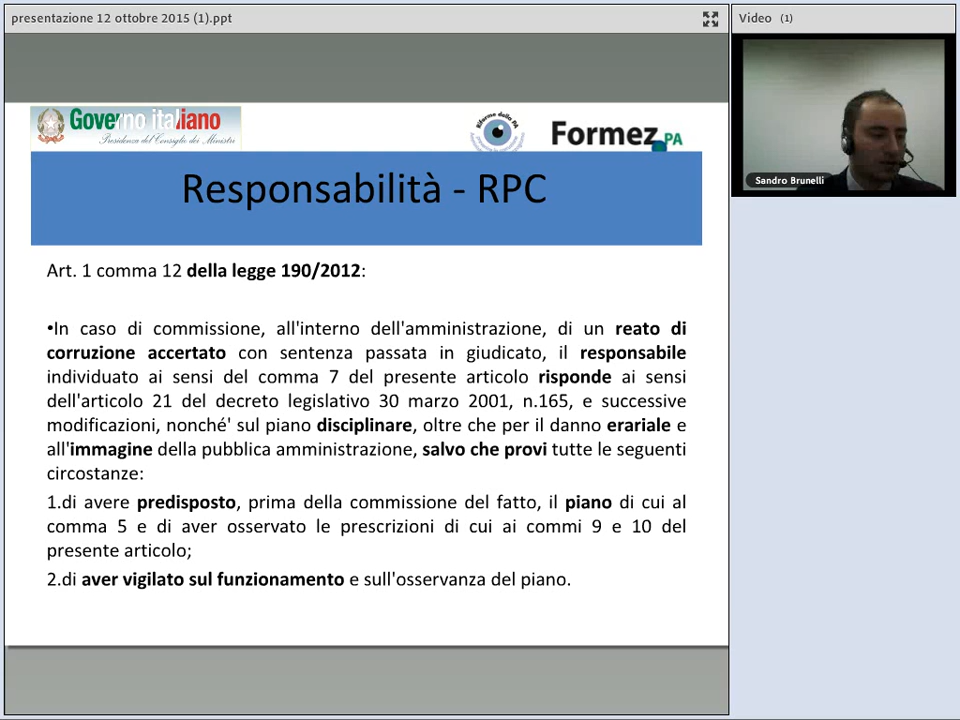 presentazione 12 ottobre 2015 (1).ppt
Video (1)
Governo italiano
Presidenza del Consiglio dei Ministri
Riforme della PA
Formez PA
Sandro Brunelli
Responsabilità - RPC
Art. 1 comma 12 della legge 190/2012:
•In caso di commissione, all'interno dell'amministrazione, di un reato di
corruzione accertato con sentenza passata in giudicato, il responsabile
individuato ai sensi del comma 7 del presente articolo risponde ai sensi
dell'articolo 21 del decreto legislativo 30 marzo 2001, n.165, e successive
modificazioni, nonché' sul piano disciplinare, oltre che per il danno erariale e
all'immagine della pubblica amministrazione, salvo che provi tutte le seguenti
circostanze:
1.di avere predisposto, prima della commissione del fatto, il piano di cui al
comma 5 e di aver osservato le prescrizioni di cui ai commi 9 e 10 del
presente articolo;
2.di aver vigilato sul funzionamento e sull'osservanza del piano.